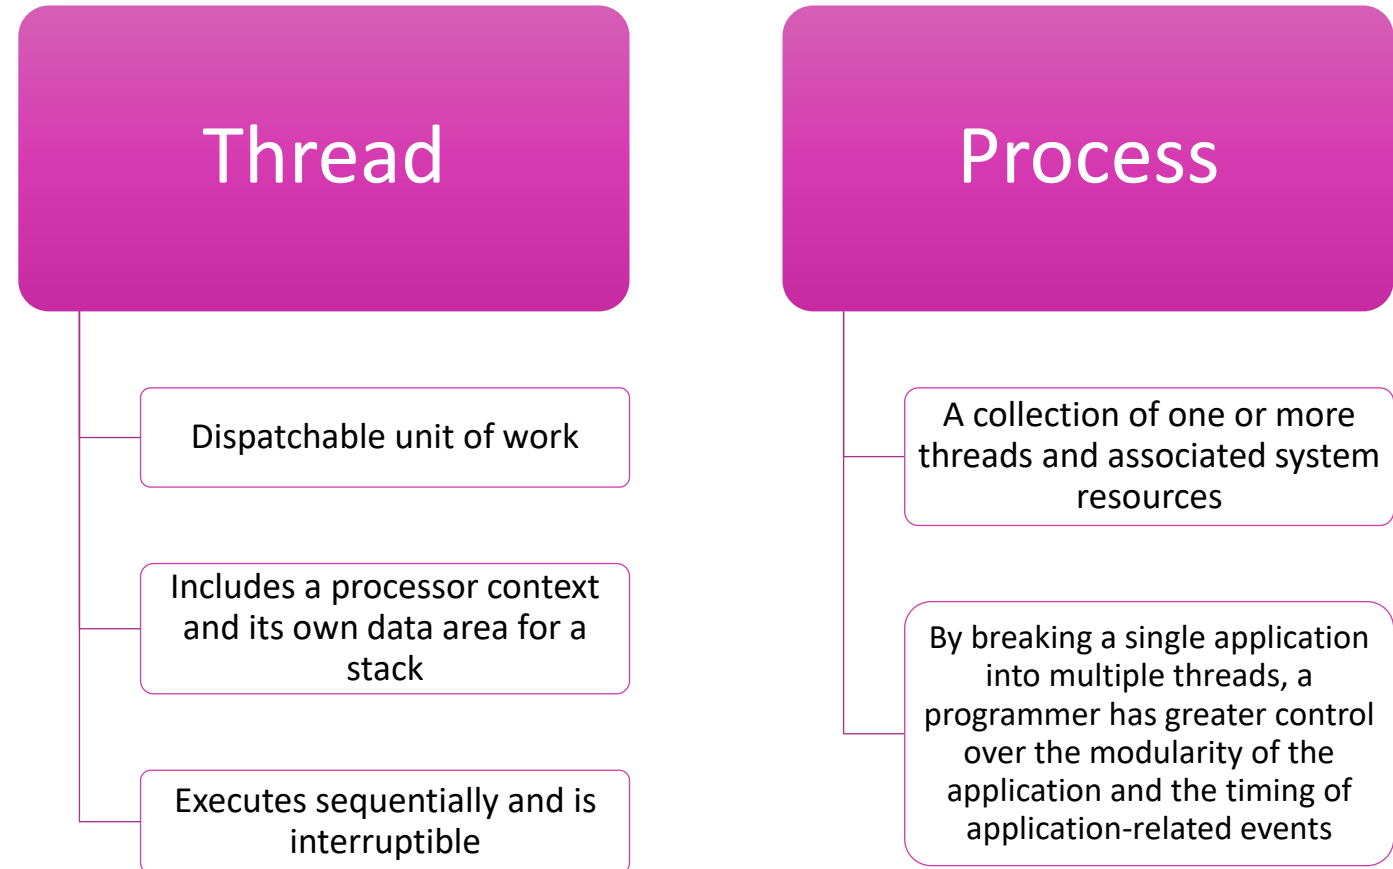 Thread
Dispatchable unit of work
Includes a processor context
and its own data area for a
stack
Executes sequentially and is
interruptible
Process
A collection of one or more
threads and associated system
resources
By breaking a single application
into multiple threads, a
programmer has greater control
over the modularity of the
application and the timing of
application-related events